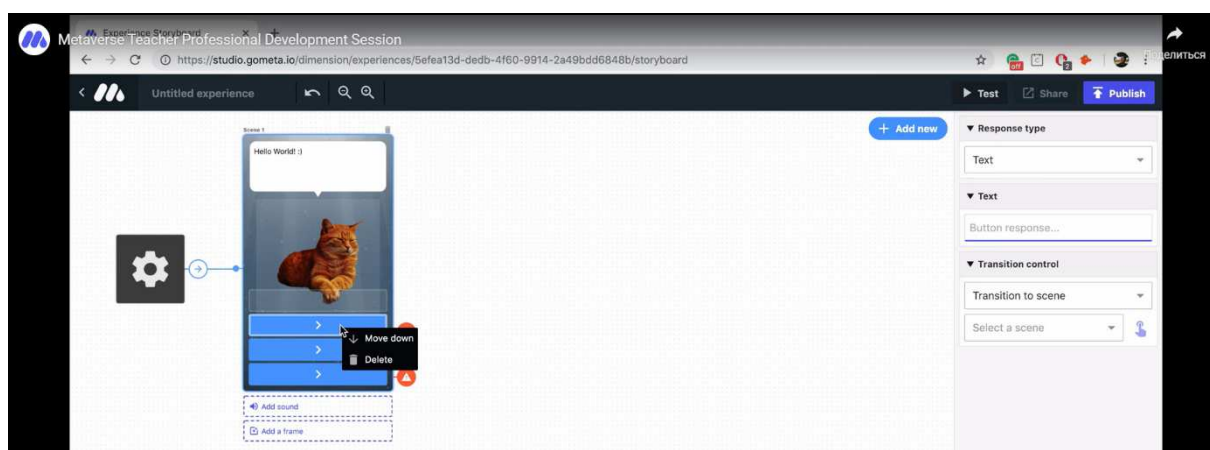 Experience Storyboard
Metaverse Teacher Professional Development Session
Поделиться
https://studio.gometa.io/dimension/experiences/5efea13d-dedb-4f60-9914-2a49bdd6848b/storyboard
off
Untitled experience
Test
Share
Publish
Scene 1
Add new
Response type
Hello World! :)
Text
Text
Button response...
Transition control
Transition to scene
Select a scene
Move down
Delete
Add sound
Add a frame